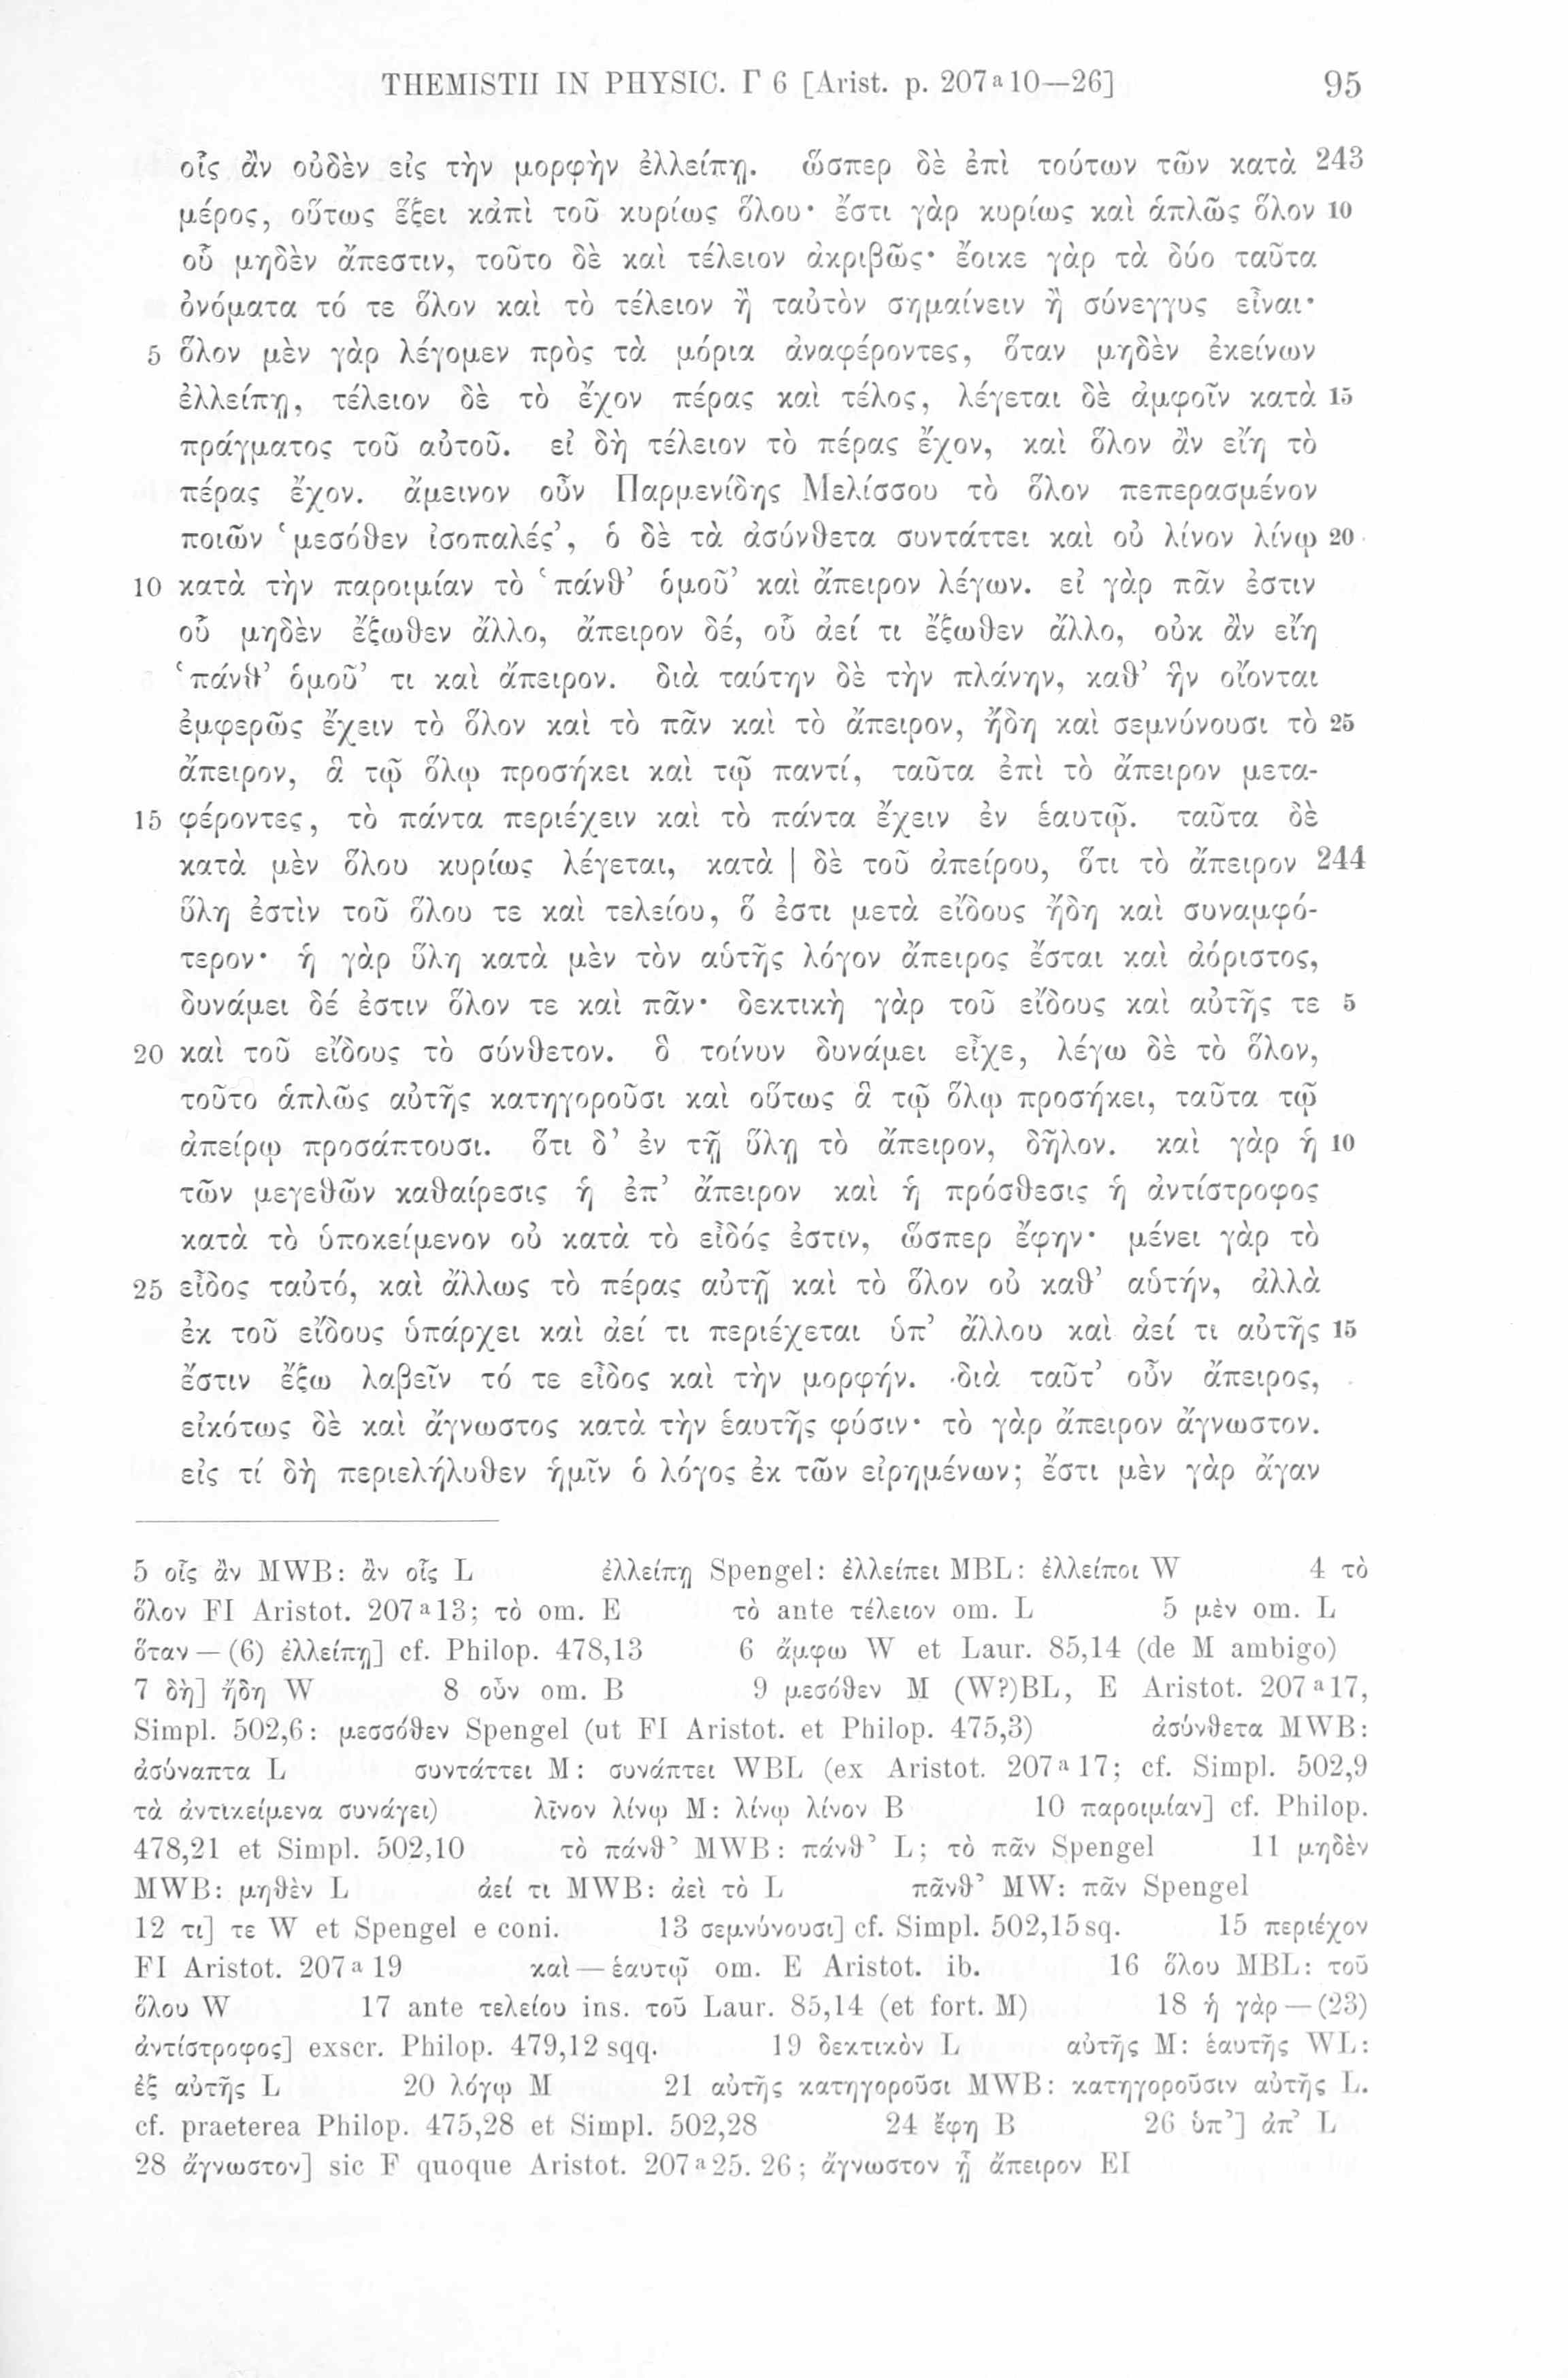 THEMISTII IN PHYSIC. Γ 6 [Arist. p. 207ᵃ10—26] 95
οἷς ἂν οὐδὲν εἰς τὴν μορφὴν ἐλλείπῃ. ὥσπερ δὲ ἐπὶ τούτων τῶν κατὰ 243
μέρος, οὕτως ἕξει κἀπὶ τοῦ κυρίως ὅλου· ἔστι γὰρ κυρίως καὶ ἁπλῶς ὅλον 10
οὗ μηδὲν ἄπεστιν, τοῦτο δὲ καὶ τέλειον ἀκριβῶς· ἔοικε γὰρ τὰ δύο ταῦτα
ὀνόματα τό τε ὅλον καὶ τὸ τέλειον ἢ ταὐτὸν σημαίνειν ἢ σύνεγγυς εἶναι·
5 ὅλον μὲν γὰρ λέγομεν πρὸς τὰ μόρια ἀναφέροντες, ὅταν μηδὲν ἐκείνων
ἐλλείπῃ, τέλειον δὲ τὸ ἔχον πέρας καὶ τέλος, λέγεται δὲ ἀμφοῖν κατὰ 15
πράγματος τοῦ αὐτοῦ. εἰ δὴ τέλειον τὸ πέρας ἔχον, καὶ ὅλον ἂν εἴη τὸ
πέρας ἔχον. ἄμεινον οὖν Παρμενίδης Μελίσσου τὸ ὅλον πεπερασμένον
ποιῶν ‘μεσόθεν ἰσοπαλές’, ὁ δὲ τὰ ἀσύνθετα συντάττει καὶ οὐ λίνον λίνῳ 20
10 κατὰ τὴν παροιμίαν τὸ ‘πάνθ’ ὁμοῦ’ καὶ ἄπειρον λέγων. εἰ γὰρ πᾶν ἐστιν
οὗ μηδὲν ἔξωθεν ἄλλο, ἄπειρον δέ, οὗ ἀεί τι ἔξωθεν ἄλλο, οὐκ ἂν εἴη
‘πάνθ’ ὁμοῦ’ τι καὶ ἄπειρον. διὰ ταύτην δὲ τὴν πλάνην, καθ’ ἣν οἴονται
ἐμφερῶς ἔχειν τὸ ὅλον καὶ τὸ πᾶν καὶ τὸ ἄπειρον, ἤδη καὶ σεμνύνουσι τὸ 25
ἄπειρον, ἃ τῷ ὅλῳ προσήκει καὶ τῷ παντί, ταῦτα ἐπὶ τὸ ἄπειρον μετα-
15 φέροντες, τὸ πάντα περιέχειν καὶ τὸ πάντα ἔχειν ἐν ἑαυτῷ. ταῦτα δὲ
κατὰ μὲν ὅλου κυρίως λέγεται, κατὰ | δὲ τοῦ ἀπείρου, ὅτι τὸ ἄπειρον 244
ὕλη ἐστὶν τοῦ ὅλου τε καὶ τελείου, ὅ ἐστι μετὰ εἴδους ἤδη καὶ συναμφό-
τερον· ἡ γὰρ ὕλη κατὰ μὲν τὸν αὑτῆς λόγον ἄπειρος ἔσται καὶ ἀόριστος,
δυνάμει δέ ἐστιν ὅλον τε καὶ πᾶν· δεκτικὴ γὰρ τοῦ εἴδους καὶ αὐτῆς τε 5
20 καὶ τοῦ εἴδους τὸ σύνθετον. ὃ τοίνυν δυνάμει εἶχε, λέγω δὲ τὸ ὅλον,
τοῦτο ἁπλῶς αὐτῆς κατηγοροῦσι καὶ οὕτως ἃ τῷ ὅλῳ προσήκει, ταῦτα τῷ
ἀπείρῳ προσάπτουσι. ὅτι δ’ ἐν τῇ ὕλῃ τὸ ἄπειρον, δῆλον. καὶ γὰρ ἡ 10
τῶν μεγεθῶν καθαίρεσις ἡ ἐπ’ ἄπειρον καὶ ἡ πρόσθεσις ἡ ἀντίστροφος
κατὰ τὸ ὑποκείμενον οὐ κατὰ τὸ εἶδός ἐστιν, ὥσπερ ἔφην· μένει γὰρ τὸ
25 εἶδος ταὐτό, καὶ ἄλλως τὸ πέρας αὐτῇ καὶ τὸ ὅλον οὐ καθ’ αὑτήν, ἀλλὰ
ἐκ τοῦ εἴδους ὑπάρχει καὶ ἀεί τι περιέχεται ὑπ’ ἄλλου καὶ ἀεί τι αὐτῆς 15
ἔστιν ἔξω λαβεῖν τό τε εἶδος καὶ τὴν μορφήν. διὰ ταῦτ’ οὖν ἄπειρος,
εἰκότως δὲ καὶ ἄγνωστος κατὰ τὴν ἑαυτῆς φύσιν· τὸ γὰρ ἄπειρον ἄγνωστον.
εἰς τί δὴ περιελήλυθεν ἡμῖν ὁ λόγος ἐκ τῶν εἰρημένων; ἔστι μὲν γὰρ ἄγαν
5 οἷς ἂν MWB: ἂν οἷς L ἐλλείπῃ Spengel: ἐλλείπει MBL: ἐλλείποι W 4 τὸ
ὅλον FI Aristot. 207ᵃ13; τὸ om. E τὸ ante τέλειον om. L 5 μὲν om. L
ὅταν — (6) ἐλλείπῃ] cf. Philop. 478,13 6 ἄμφω W et Laur. 85,14 (de M ambigo)
7 δὴ] ἤδη W 8 οὖν om. B 9 μεσόθεν M (W?)BL, E Aristot. 207ᵃ17,
Simpl. 502,6: μεσσόθεν Spengel (ut FI Aristot. et Philop. 475,3) ἀσύνθετα MWB:
ἀσύναπτα L συντάττει M: συνάπτει WBL (ex Aristot. 207ᵃ17; cf. Simpl. 502,9
τὰ ἀντικείμενα συνάγει) λῖνον λίνῳ M: λίνῳ λίνον B 10 παροιμίαν] cf. Philop.
478,21 et Simpl. 502,10 τὸ πάνθ’ MWB: πάνθ’ L; τὸ πᾶν Spengel 11 μηδὲν
MWB: μηθὲν L ἀεί τι MWB: ἀεὶ τὸ L πᾶνθ’ MW: πᾶν Spengel
12 τι] τε W et Spengel e coni. 13 σεμνύνουσι] cf. Simpl. 502,15 sq. 15 περιέχον
FI Aristot. 207ᵃ19 καὶ — ἑαυτῷ om. E Aristot. ib. 16 ὅλου MBL: τοῦ
ὅλου W 17 ante τελείου ins. τοῦ Laur. 85,14 (et fort. M) 18 ἡ γὰρ — (23)
ἀντίστροφος] exscr. Philop. 479,12 sqq. 19 δεκτικὸν L αὐτῆς M: ἑαυτῆς WL:
ἐξ αὐτῆς L 20 λόγῳ M 21 αὐτῆς κατηγοροῦσι MWB: κατηγοροῦσιν αὐτῆς L.
cf. praeterea Philop. 475,28 et Simpl. 502,28 24 ἔφη B 26 ὑπ’] ἀπ’ L
28 ἄγνωστον] sic F quoque Aristot. 207ᵃ25. 26; ἄγνωστον ᾗ ἄπειρον EI